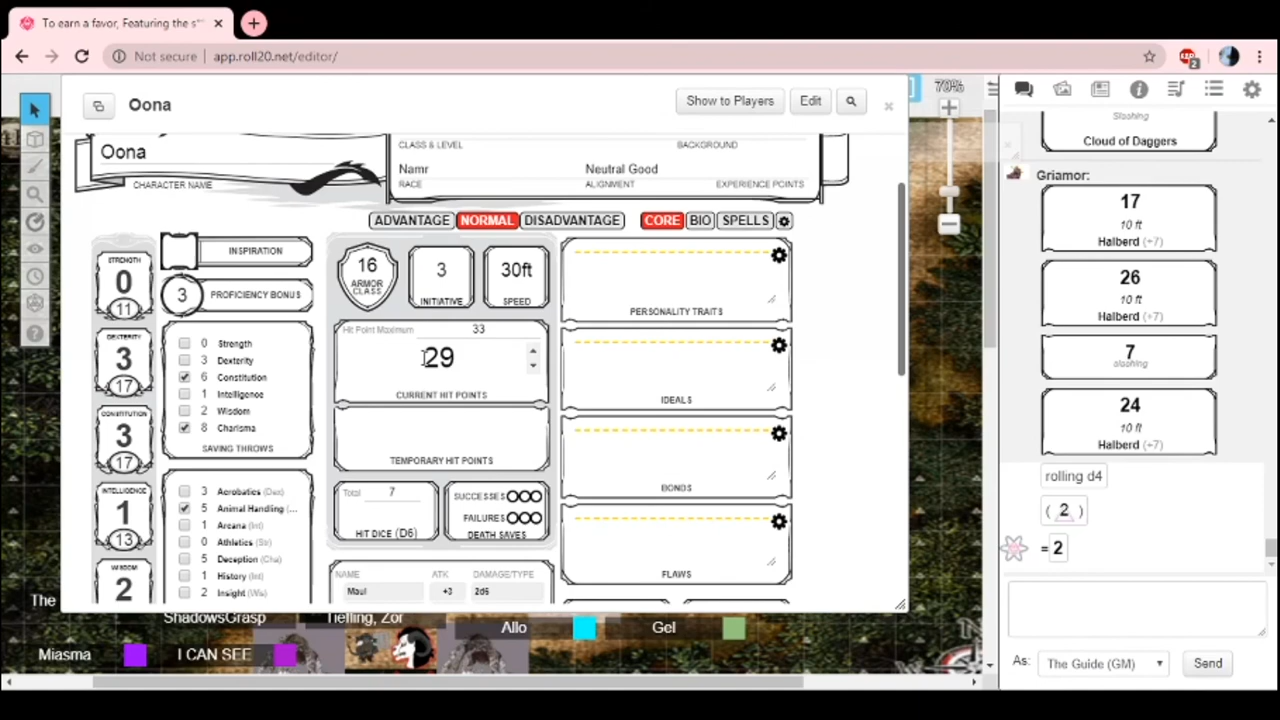 To earn a favor, Featuring the s
Not secure | app.roll20.net/editor/
2
Oona
Show to Players
Edit
70%
Oona
CHARACTER NAME
CLASS & LEVEL
BACKGROUND
Namr
Neutral Good
RACE
ALIGNMENT
EXPERIENCE POINTS
ADVANTAGE
NORMAL
DISADVANTAGE
CORE
BIO
SPELLS
STRENGTH
0
11
DEXTERITY
3
17
CONSTITUTION
3
17
INTELLIGENCE
1
13
WISDOM
2
INSPIRATION
3
PROFICIENCY BONUS
0 Strength
3 Dexterity
6 Constitution
1 Intelligence
2 Wisdom
8 Charisma
SAVING THROWS
3 Acrobatics (Dex)
5 Animal Handling (...
1 Arcana (Int)
0 Athletics (Str)
5 Deception (Cha)
1 History (Int)
2 Insight (Wis)
16
ARMOR
CLASS
3
INITIATIVE
30ft
SPEED
Hit Point Maximum 33
29
CURRENT HIT POINTS
TEMPORARY HIT POINTS
Total 7
HIT DICE (D6)
SUCCESSES
FAILURES
DEATH SAVES
NAME ATK DAMAGE/TYPE
Maul +3 2d6
PERSONALITY TRAITS
IDEALS
BONDS
FLAWS
Slashing
Cloud of Daggers
Griamor:
17
10 ft
Halberd (+7)
26
10 ft
Halberd (+7)
7
slashing
24
10 ft
Halberd (+7)
rolling d4
( 2 )
= 2
As:
The Guide (GM)
Send
The
ShadowsGrasp
Tiefling, Zor
Allo
Gel
Miasma
I CAN SEE
N